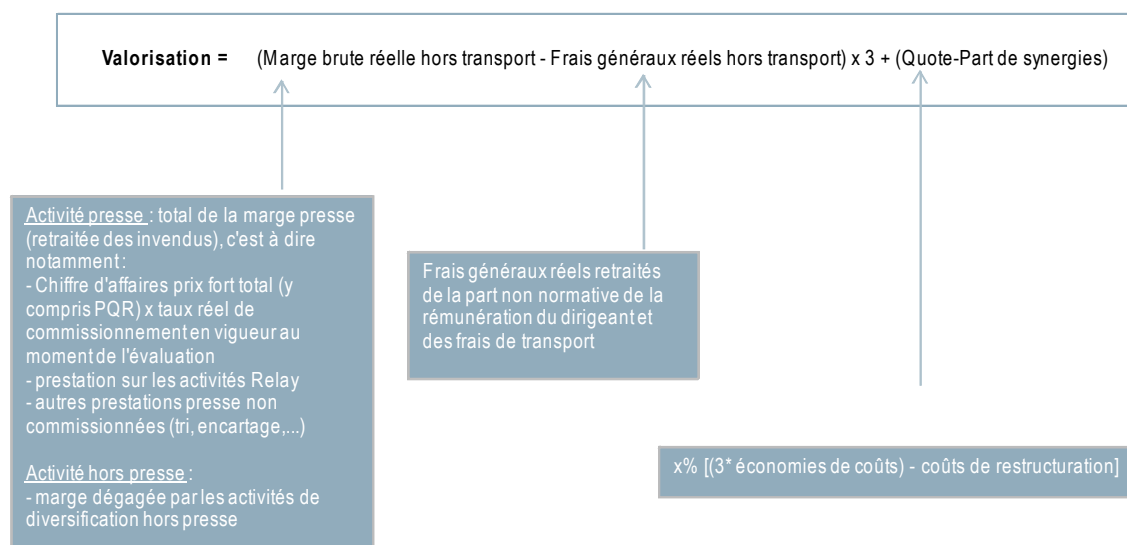 Valorisation = (Marge brute réelle hors transport - Frais généraux réels hors transport) x 3 + (Quote-Part de synergies)
Activité presse : total de la marge presse
(retraitée des invendus), c'est à dire
notamment :
- Chiffre d'affaires prix fort total (y
compris PQR) x taux réel de
commissionnement en vigueur au
moment de l'évaluation
- prestation sur les activités Relay
- autres prestations presse non
commissionnées (tri, encartage,...)
Activité hors presse :
- marge dégagée par les activités de
diversification hors presse
Frais généraux réels retraités
de la part non normative de la
rémunération du dirigeant et
des frais de transport
x% [(3* économies de coûts) - coûts de restructuration]